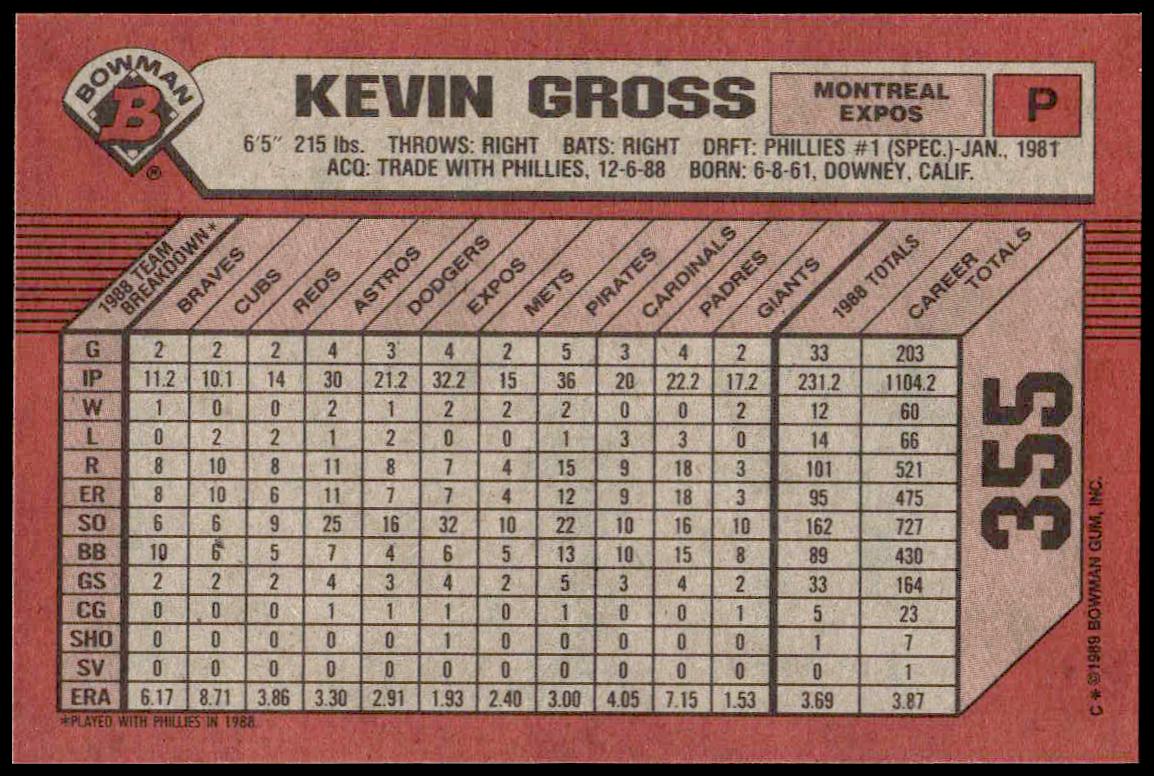 BOWMAN
B
®
KEVIN GROSS
MONTREAL
EXPOS
P
6'5" 215 lbs. THROWS: RIGHT BATS: RIGHT DRFT: PHILLIES #1 (SPEC.)-JAN., 1981
ACQ: TRADE WITH PHILLIES, 12-6-88 BORN: 6-8-61, DOWNEY, CALIF.
1988 TEAM BREAKDOWN* BRAVES CUBS REDS ASTROS DODGERS EXPOS METS PIRATES CARDINALS PADRES GIANTS 1988 TOTALS CAREER TOTALS
G 2 2 2 4 3 4 2 5 3 4 2 33 203
IP 11.2 10.1 14 30 21.2 32.2 15 36 20 22.2 17.2 231.2 1104.2
W 1 0 0 2 1 2 2 2 0 0 2 12 60
L 0 2 2 1 2 0 0 1 3 3 0 14 66
R 8 10 8 11 8 7 4 15 9 18 3 101 521
ER 8 10 6 11 7 7 4 12 9 18 3 95 475
SO 6 6 9 25 16 32 10 22 10 16 10 162 727
BB 10 6 5 7 4 6 5 13 10 15 8 89 430
GS 2 2 2 4 3 4 2 5 3 4 2 33 164
CG 0 0 0 1 1 1 0 1 0 0 1 5 23
SHO 0 0 0 0 0 1 0 0 0 0 0 1 7
SV 0 0 0 0 0 0 0 0 0 0 0 0 1
ERA 6.17 8.71 3.86 3.30 2.91 1.93 2.40 3.00 4.05 7.15 1.53 3.69 3.87
*PLAYED WITH PHILLIES IN 1988.
355
C * ©1989 BOWMAN GUM, INC.